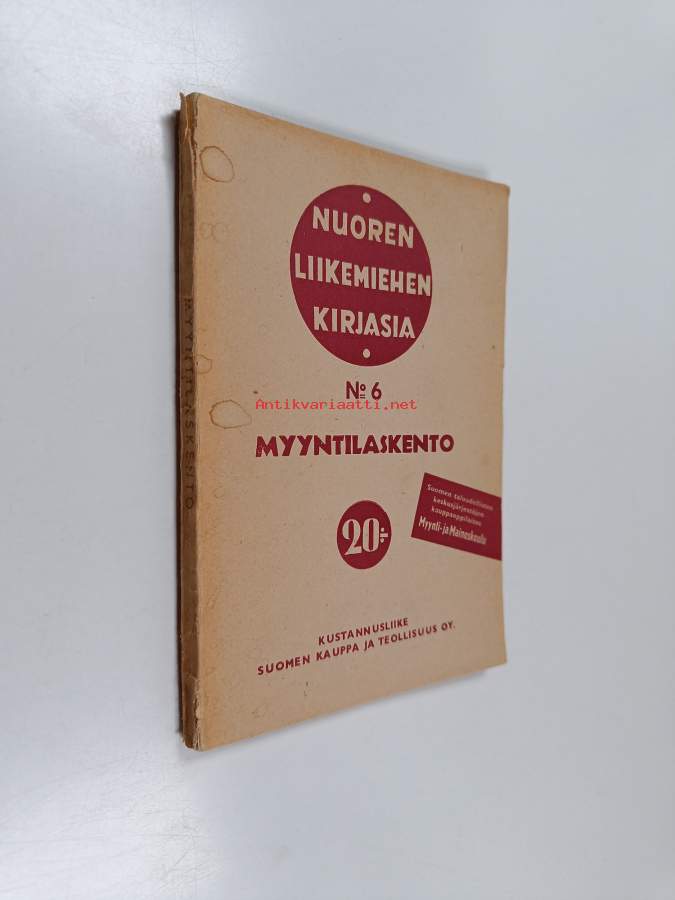 NUOREN
LIIKEMIEHEN
KIRJASIA
Nº 6
Antikvariaatti.net
MYYNTILASKENTO
Suomen taloudellisten
keskusjärjestöjen
kauppaoppilaitos
Myynti- ja Mainoskoulu
20:-
KUSTANNUSLIIKE
SUOMEN KAUPPA JA TEOLLISUUS OY.
MYYNTILASKENTO